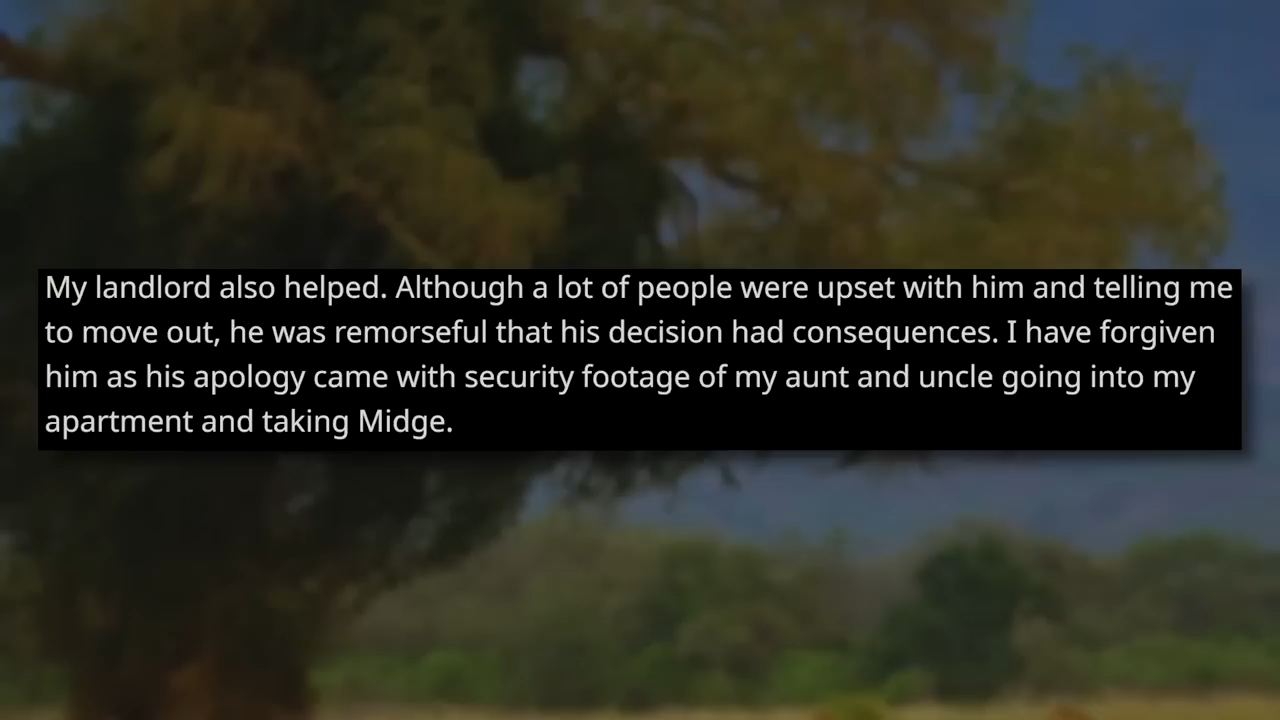 My landlord also helped. Although a lot of people were upset with him and telling me
to move out, he was remorseful that his decision had consequences. I have forgiven
him as his apology came with security footage of my aunt and uncle going into my
apartment and taking Midge.